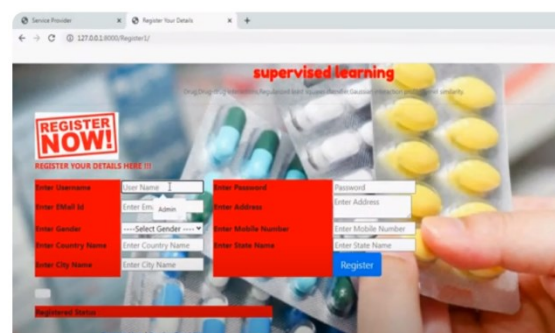 Service Provider
Register Your Details
127.0.0.1:8000/Register1/
supervised learning
REGISTER
NOW!
REGISTER YOUR DETAILS HERE !!!
Enter Username
User Name
Enter Password
Password
Enter EMail Id
Enter Ema
Admin
Enter Address
Enter Address
Enter Gender
----Select Gender ----
Enter Mobile Number
Enter Mobile Number
Enter Country Name
Enter Country Name
Enter State Name
Enter State Name
Enter City Name
Enter City Name
Register
Registered Status